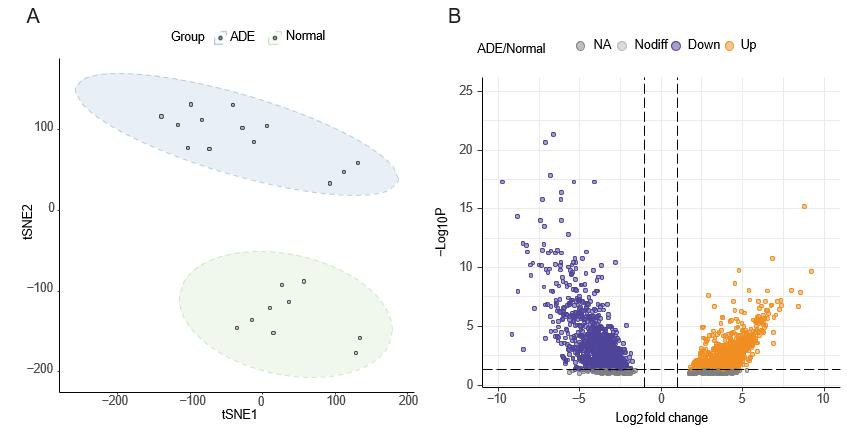 A
Group ADE Normal
100
0
−100
−200
tSNE2
−200 −100 0 100 200
tSNE1
B
ADE/Normal NA Nodiff Down Up
25
20
15
10
5
0
−Log10P
−10 −5 0 5 10
Log2fold change